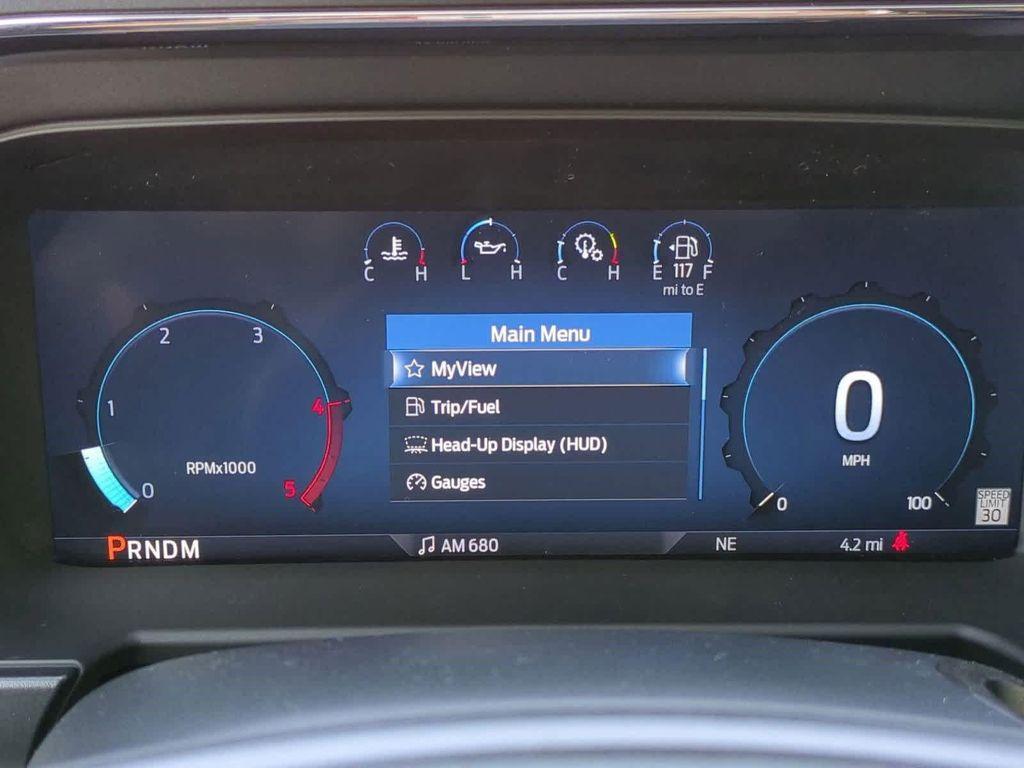 C H
L H
C H
E 117 F
mi to E
Main Menu
MyView
Trip/Fuel
Head-Up Display (HUD)
Gauges
0
1
2
3
4
5
RPMx1000
0
MPH
0
100
SPEED
LIMIT
30
PRNDM
AM 680
NE
4.2 mi